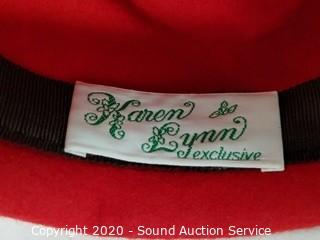 Karen
Lynn
exclusive
Copyright 2020 - Sound Auction Service